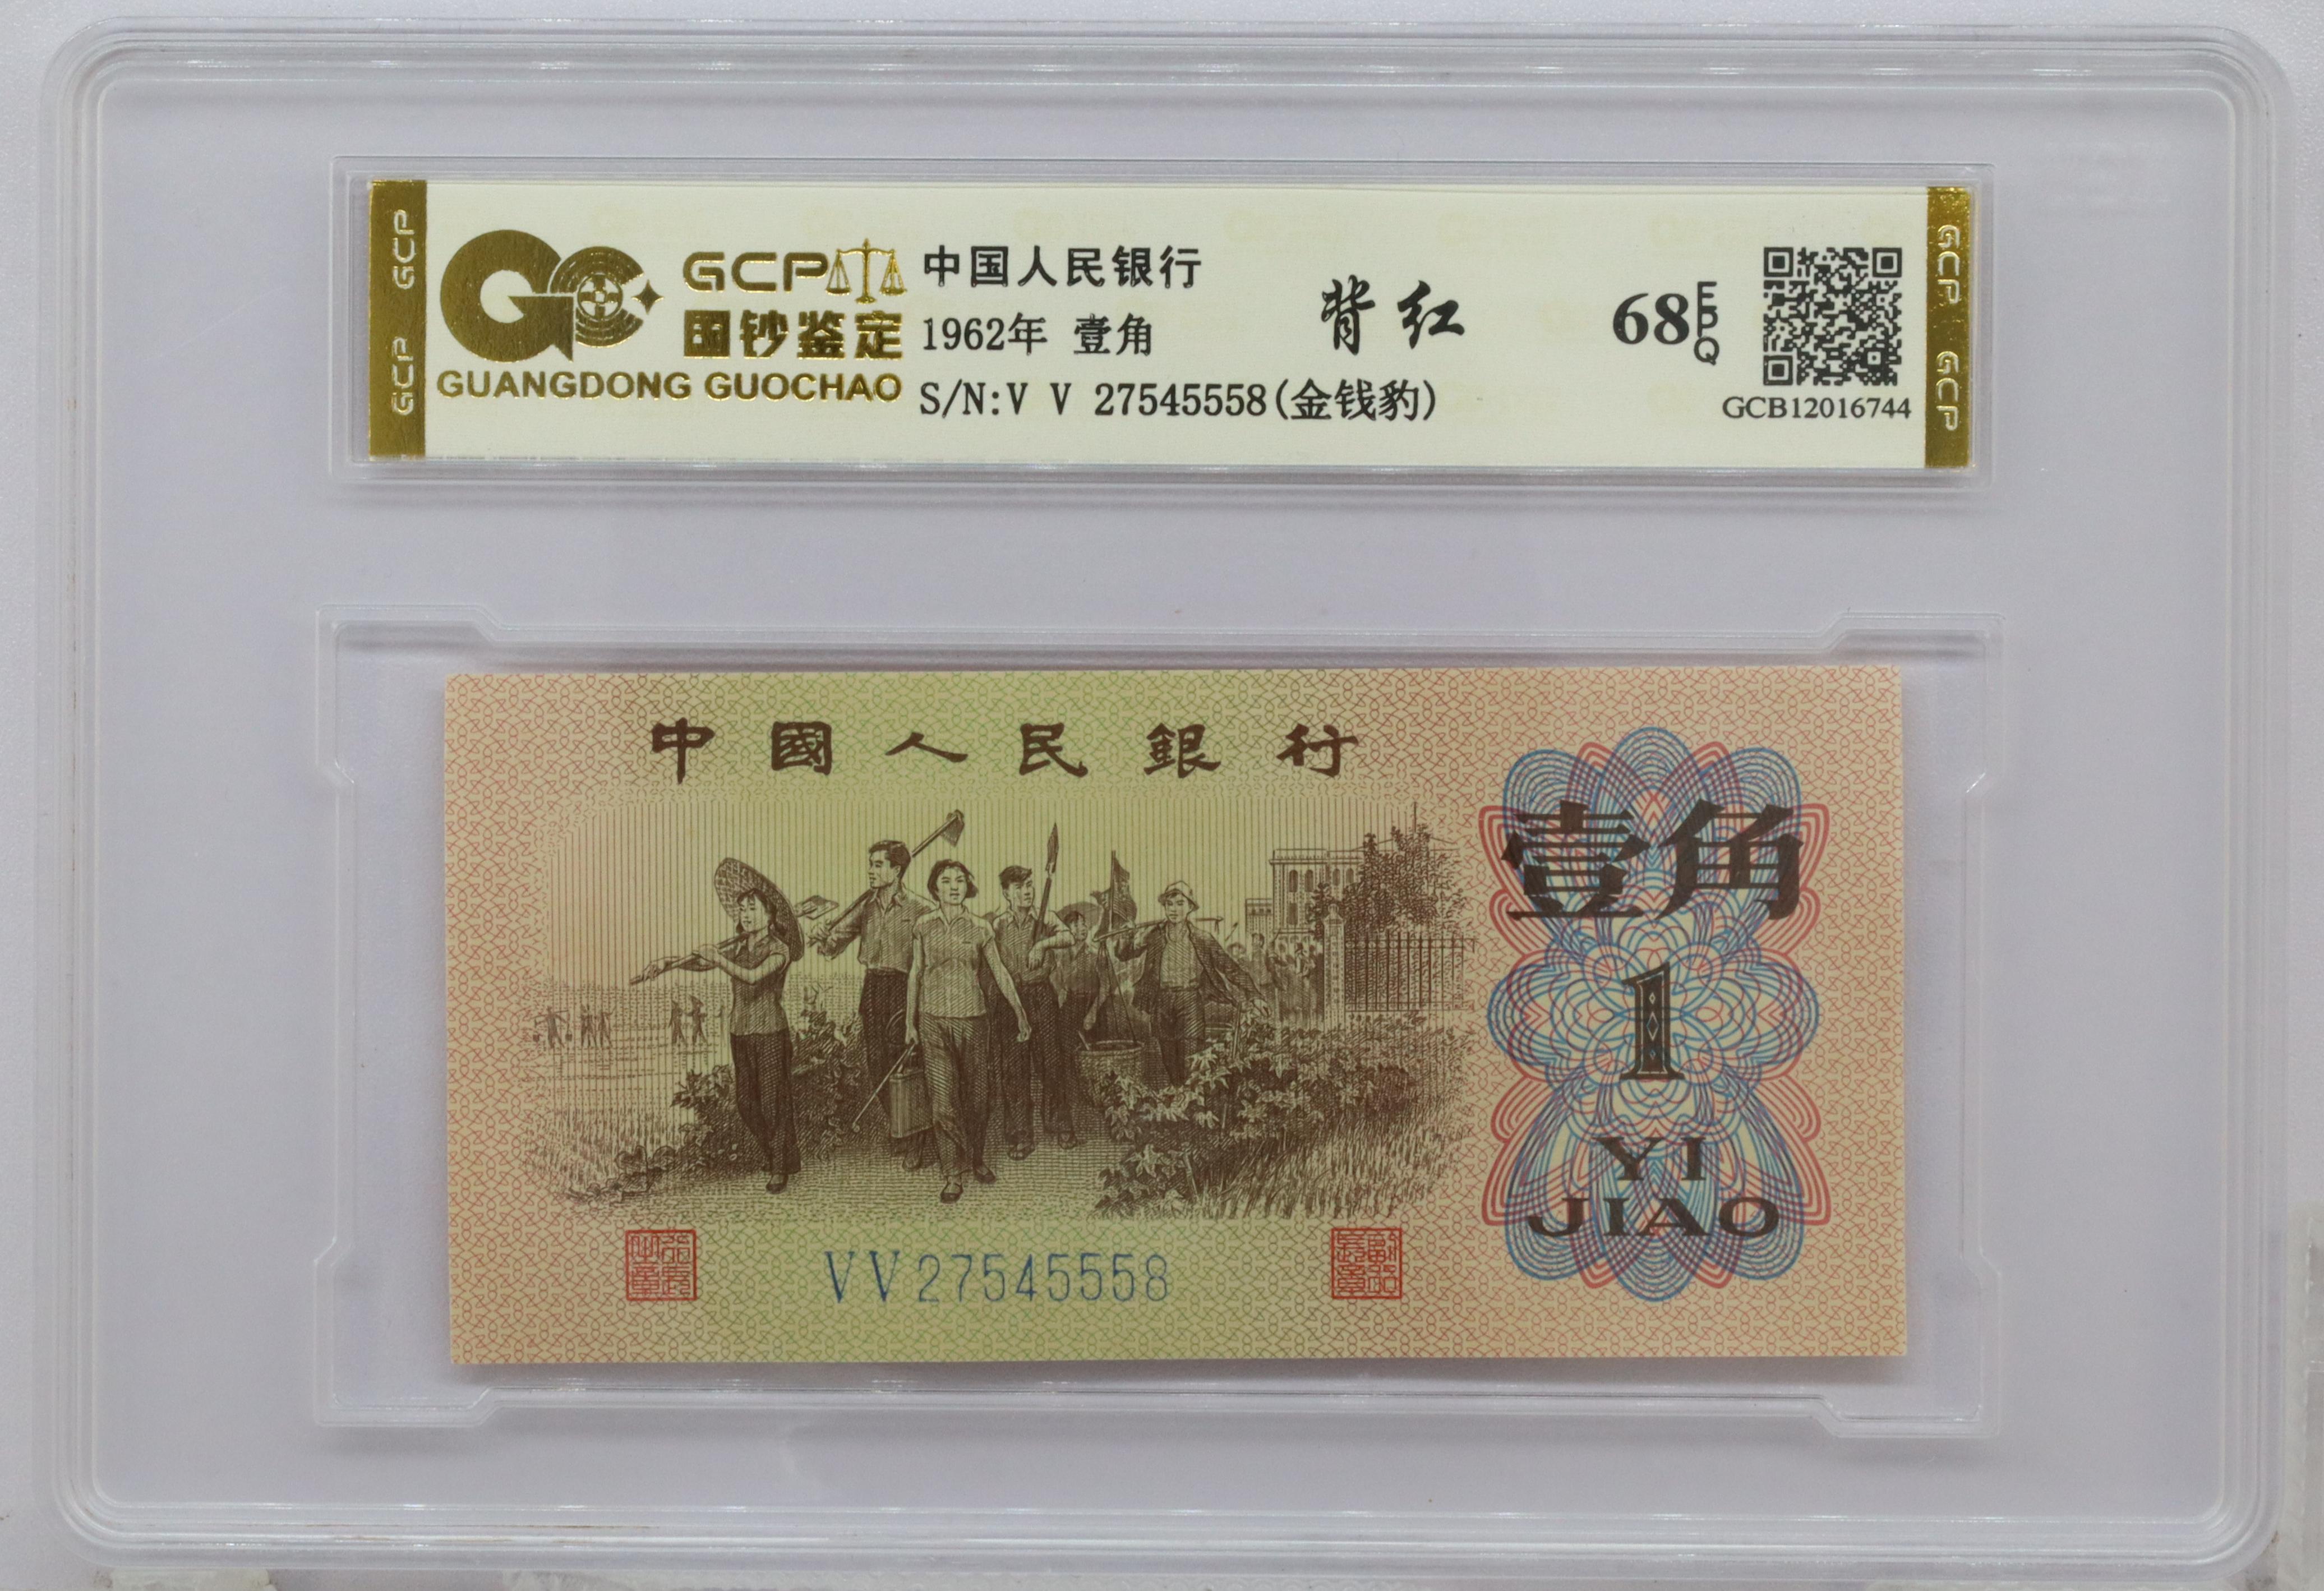 GCP GCP
GCP
国钞鉴定
GUANGDONG GUOCHAO
中国人民银行
1962年 壹角
S/N:V V 27545558(金钱豹)
背红
68 EPQ
GCB12016744
GCP GCP
中國人民銀行
壹角
1
YI
JIAO
VV27545558